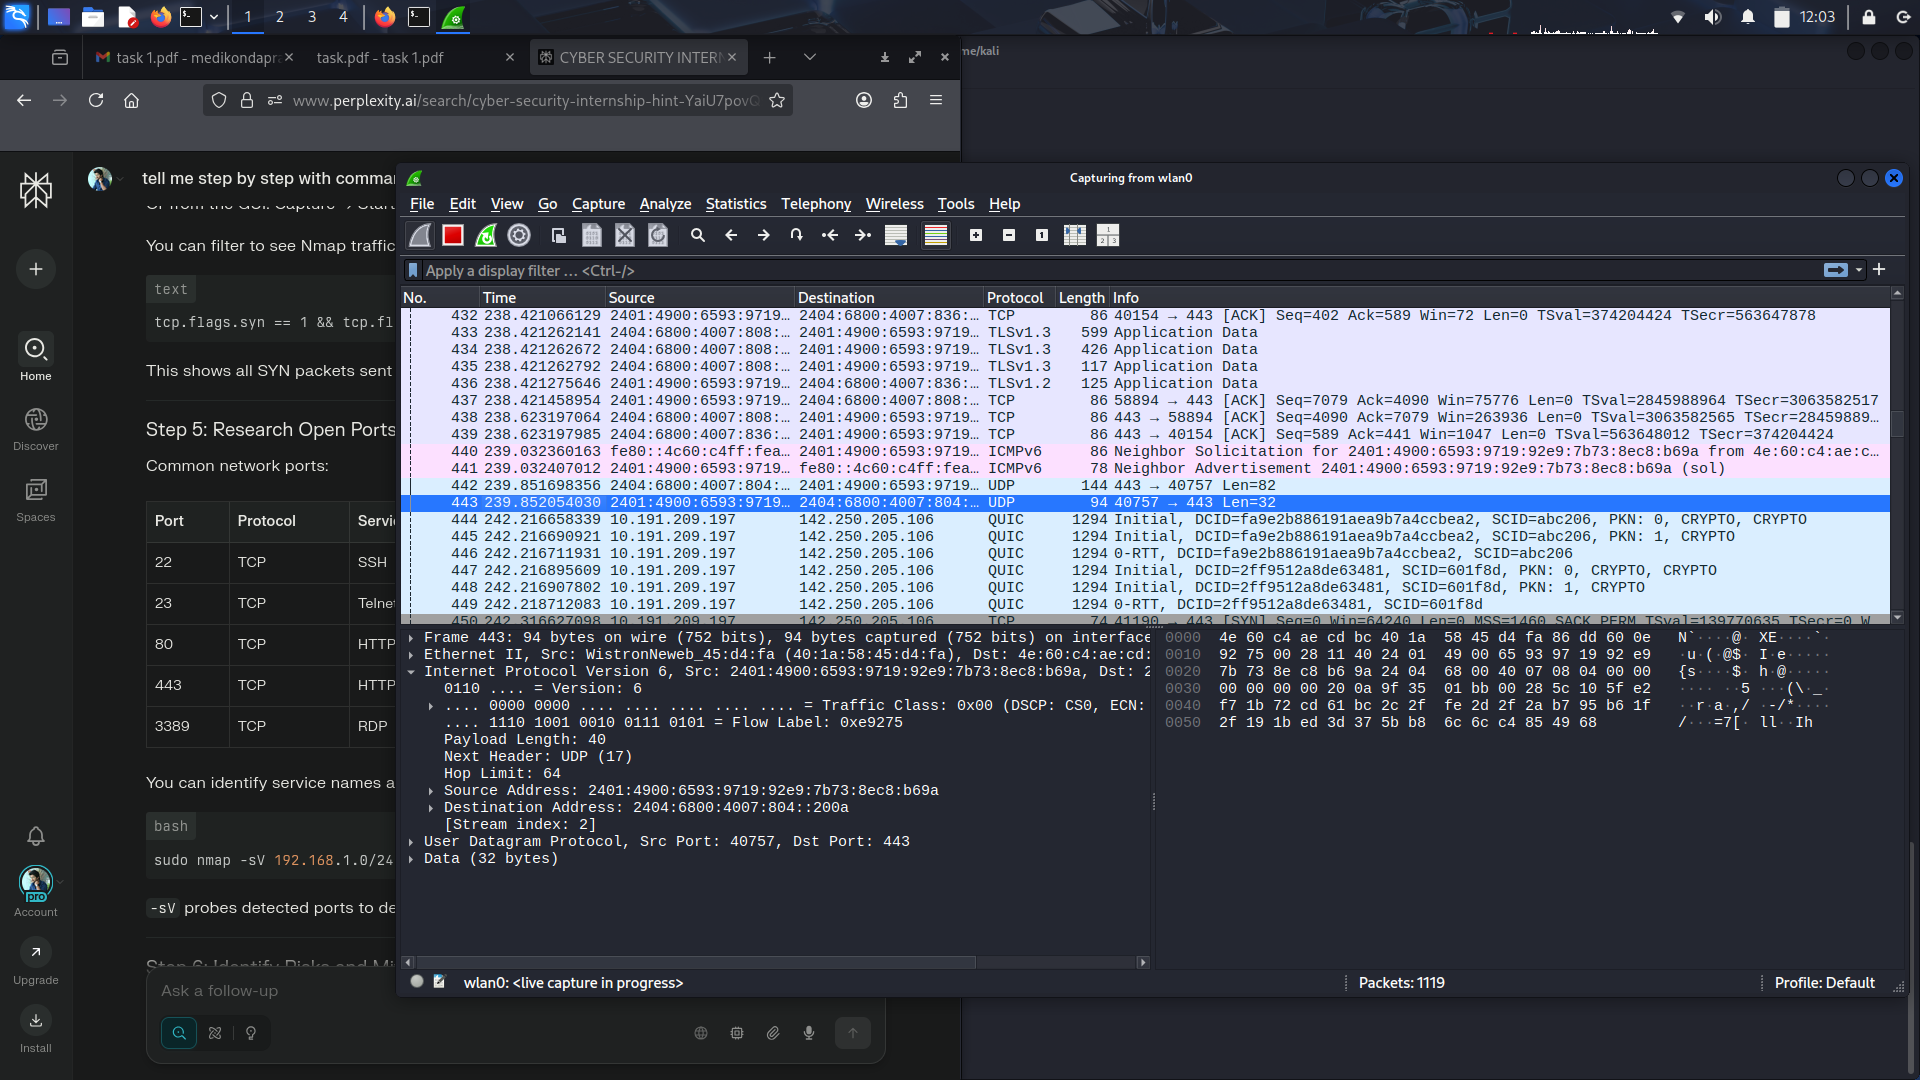 1 2 3 4 12:03
task 1.pdf - medikondapra
task.pdf - task 1.pdf
CYBER SECURITY INTERN
me/kali
www.perplexity.ai/search/cyber-security-internship-hint-YaiU7povQ
tell me step by step with comman
You can filter to see Nmap traffic
text
tcp.flags.syn == 1 && tcp.fl
This shows all SYN packets sent
Step 5: Research Open Ports
Common network ports:
Port Protocol Servi
22 TCP SSH
23 TCP Telne
80 TCP HTTP
443 TCP HTTP
3389 TCP RDP
You can identify service names a
bash
sudo nmap -sV 192.168.1.0/24
-sV probes detected ports to de
Step 6: Identify Risks and Mi
Ask a follow-up
Home
Discover
Spaces
pro
Account
Upgrade
Install
Capturing from wlan0
File Edit View Go Capture Analyze Statistics Telephony Wireless Tools Help
Apply a display filter … <Ctrl-/>
No. Time Source Destination Protocol Length Info
432 238.421066129 2401:4900:6593:9719… 2404:6800:4007:836:… TCP 86 40154 → 443 [ACK] Seq=402 Ack=589 Win=72 Len=0 TSval=374204424 TSecr=563647878
433 238.421262141 2404:6800:4007:808:… 2401:4900:6593:9719… TLSv1.3 599 Application Data
434 238.421262672 2404:6800:4007:808:… 2401:4900:6593:9719… TLSv1.3 426 Application Data
435 238.421262792 2404:6800:4007:808:… 2401:4900:6593:9719… TLSv1.3 117 Application Data
436 238.421275646 2401:4900:6593:9719… 2404:6800:4007:836:… TLSv1.2 125 Application Data
437 238.421458954 2401:4900:6593:9719… 2404:6800:4007:808:… TCP 86 58894 → 443 [ACK] Seq=7079 Ack=4090 Win=75776 Len=0 TSval=2845988964 TSecr=3063582517
438 238.623197064 2404:6800:4007:808:… 2401:4900:6593:9719… TCP 86 443 → 58894 [ACK] Seq=4090 Ack=7079 Win=263936 Len=0 TSval=3063582565 TSecr=28459889…
439 238.623197985 2404:6800:4007:836:… 2401:4900:6593:9719… TCP 86 443 → 40154 [ACK] Seq=589 Ack=441 Win=1047 Len=0 TSval=563648012 TSecr=374204424
440 239.032360163 fe80::4c60:c4ff:fea… 2401:4900:6593:9719… ICMPv6 86 Neighbor Solicitation for 2401:4900:6593:9719:92e9:7b73:8ec8:b69a from 4e:60:c4:ae:c…
441 239.032407012 2401:4900:6593:9719… fe80::4c60:c4ff:fea… ICMPv6 78 Neighbor Advertisement 2401:4900:6593:9719:92e9:7b73:8ec8:b69a (sol)
442 239.851698356 2404:6800:4007:804:… 2401:4900:6593:9719… UDP 144 443 → 40757 Len=82
443 239.852054030 2401:4900:6593:9719… 2404:6800:4007:804:… UDP 94 40757 → 443 Len=32
444 242.216658339 10.191.209.197 142.250.205.106 QUIC 1294 Initial, DCID=fa9e2b886191aea9b7a4ccbea2, SCID=abc206, PKN: 0, CRYPTO, CRYPTO
445 242.216690921 10.191.209.197 142.250.205.106 QUIC 1294 Initial, DCID=fa9e2b886191aea9b7a4ccbea2, SCID=abc206, PKN: 1, CRYPTO
446 242.216711931 10.191.209.197 142.250.205.106 QUIC 1294 0-RTT, DCID=fa9e2b886191aea9b7a4ccbea2, SCID=abc206
447 242.216895609 10.191.209.197 142.250.205.106 QUIC 1294 Initial, DCID=2ff9512a8de63481, SCID=601f8d, PKN: 0, CRYPTO, CRYPTO
448 242.216907802 10.191.209.197 142.250.205.106 QUIC 1294 Initial, DCID=2ff9512a8de63481, SCID=601f8d, PKN: 1, CRYPTO
449 242.218712083 10.191.209.197 142.250.205.106 QUIC 1294 0-RTT, DCID=2ff9512a8de63481, SCID=601f8d
450 242.316627098 10.191.209.197 142.250.205.106 TCP 74 41190 → 443 [SYN] Seq=0 Win=64240 Len=0 MSS=1460 SACK_PERM TSval=139770635 TSecr=0 W
Frame 443: 94 bytes on wire (752 bits), 94 bytes captured (752 bits) on interface
Ethernet II, Src: WistronNeweb_45:d4:fa (40:1a:58:45:d4:fa), Dst: 4e:60:c4:ae:cd:
Internet Protocol Version 6, Src: 2401:4900:6593:9719:92e9:7b73:8ec8:b69a, Dst: 2
0110 .... = Version: 6
.... 0000 0000 .... .... .... .... .... = Traffic Class: 0x00 (DSCP: CS0, ECN:
.... 1110 1001 0010 0111 0101 = Flow Label: 0xe9275
Payload Length: 40
Next Header: UDP (17)
Hop Limit: 64
Source Address: 2401:4900:6593:9719:92e9:7b73:8ec8:b69a
Destination Address: 2404:6800:4007:804::200a
[Stream index: 2]
User Datagram Protocol, Src Port: 40757, Dst Port: 443
Data (32 bytes)
0000 4e 60 c4 ae cd bc 40 1a 58 45 d4 fa 86 dd 60 0e N`····@· XE····`·
0010 92 75 00 28 11 40 24 01 49 00 65 93 97 19 92 e9 ·u·(·@$· I·e·····
0020 7b 73 8e c8 b6 9a 24 04 68 00 40 07 08 04 00 00 {s····$· h·@·····
0030 00 00 00 00 20 0a 9f 35 01 bb 00 28 5c 10 5f e2 ···· ··5 ···(\·_·
0040 f7 1b 72 cd 61 bc 2c 2f fe 2d 2f 2a b7 95 b6 1f ··r·a·,/ ·-/*····
0050 2f 19 1b ed 3d 37 5b b8 6c 6c c4 85 49 68 /···=7[· ll··Ih
wlan0: <live capture in progress>
Packets: 1119
Profile: Default